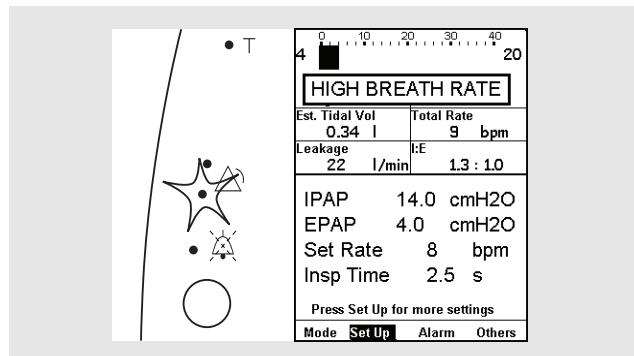 T
0 10 20 30 40
4 20
HIGH BREATH RATE
Est. Tidal Vol Total Rate
0.34 l 9 bpm
Leakage I:E
22 l/min 1.3 : 1.0
IPAP 14.0 cmH2O
EPAP 4.0 cmH2O
Set Rate 8 bpm
Insp Time 2.5 s
Press Set Up for more settings
Mode Set Up Alarm Others